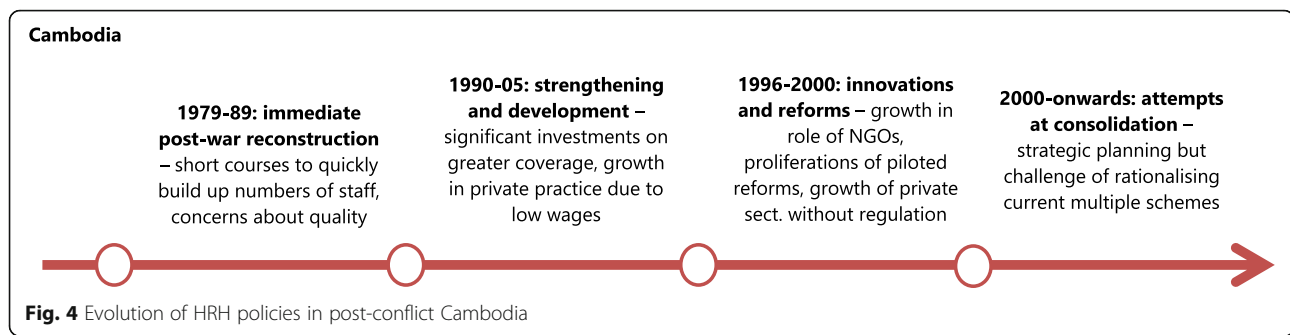 Cambodia
1979-89: immediate
post-war reconstruction
– short courses to quickly
build up numbers of staff,
concerns about quality
1990-05: strengthening
and development –
significant investments on
greater coverage, growth
in private practice due to
low wages
1996-2000: innovations
and reforms – growth in
role of NGOs,
proliferations of piloted
reforms, growth of private
sect. without regulation
2000-onwards: attempts
at consolidation –
strategic planning but
challenge of rationalising
current multiple schemes
Fig. 4 Evolution of HRH policies in post-conflict Cambodia